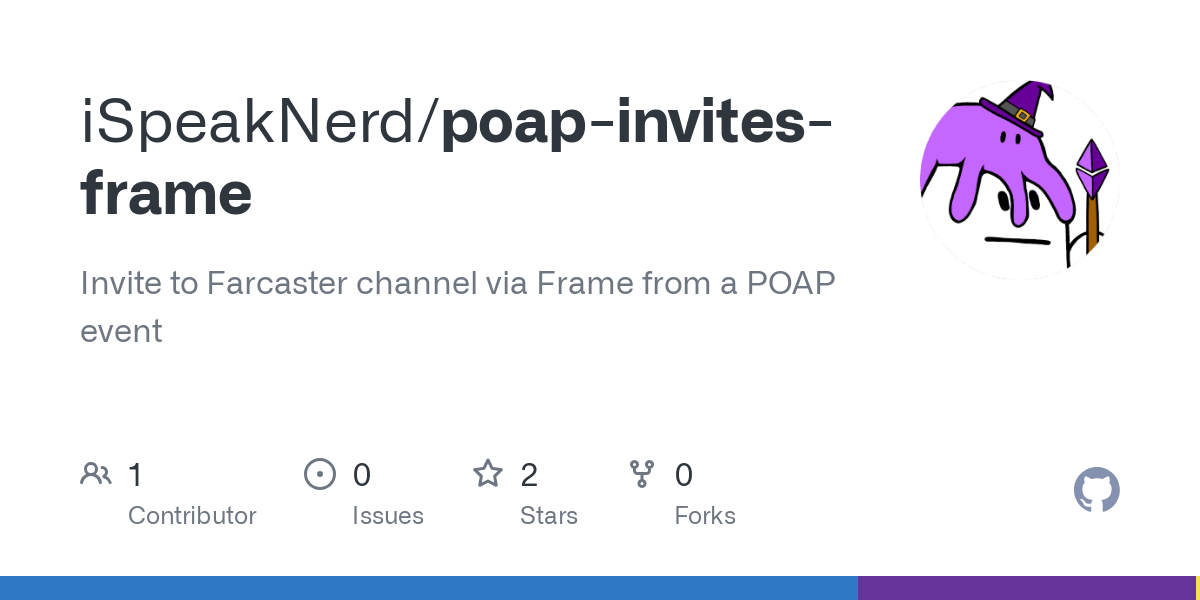 iSpeakNerd/poap-invites-
frame
Invite to Farcaster channel via Frame from a POAP
event
1 0 2 0
Contributor Issues Stars Forks